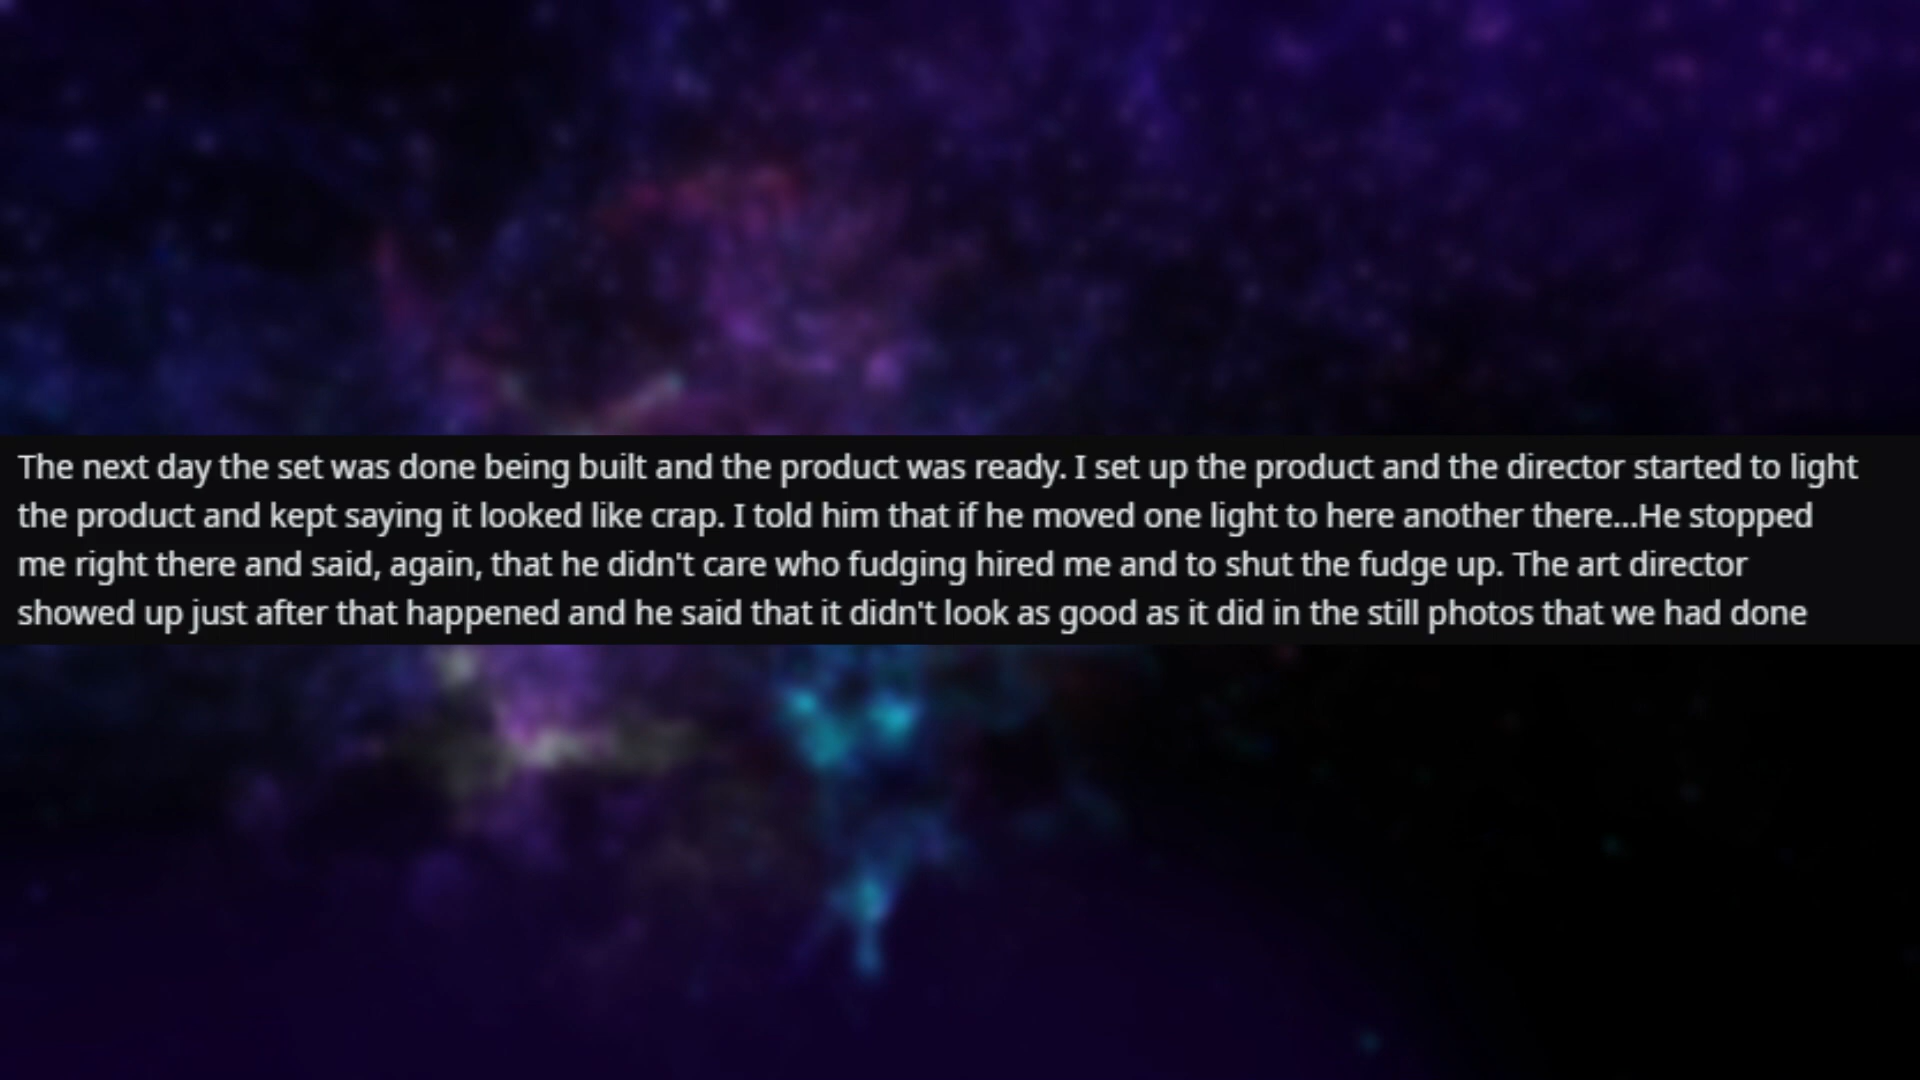 The next day the set was done being built and the product was ready. I set up the product and the director started to light
the product and kept saying it looked like crap. I told him that if he moved one light to here another there...He stopped
me right there and said, again, that he didn't care who fudging hired me and to shut the fudge up. The art director
showed up just after that happened and he said that it didn't look as good as it did in the still photos that we had done